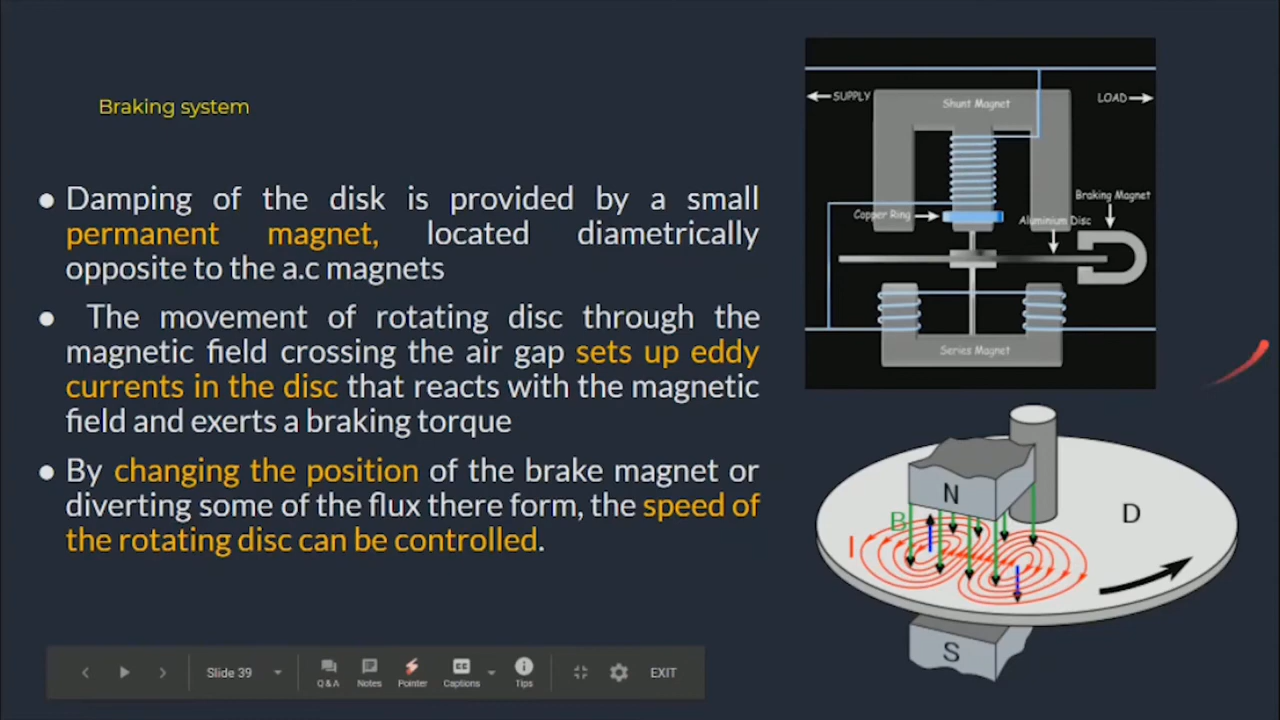 Braking system
● Damping of the disk is provided by a small
permanent magnet, located diametrically
opposite to the a.c magnets
● The movement of rotating disc through the
magnetic field crossing the air gap sets up eddy
currents in the disc that reacts with the magnetic
field and exerts a braking torque
● By changing the position of the brake magnet or
diverting some of the flux there form, the speed of
the rotating disc can be controlled.
SUPPLY
Shunt Magnet
LOAD
Braking Magnet
Copper Ring
Aluminium Disc
Series Magnet
N
D
B
I
S
Slide 39
Q & A
Notes
Pointer
CC
Captions
Tips
EXIT